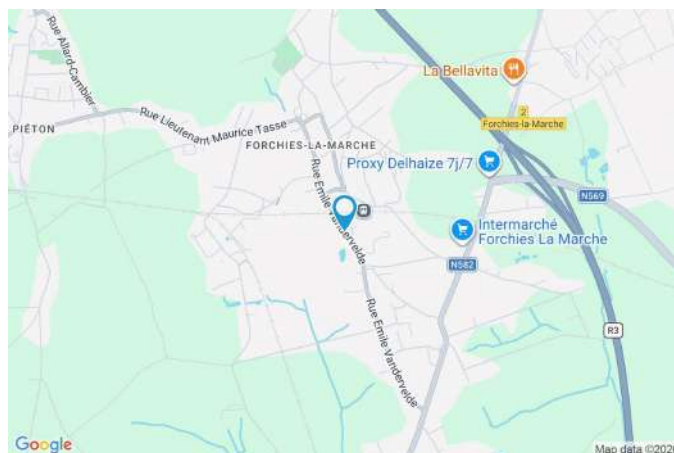 Rue Allard-Cambier
La Bellavita
2
Forchies-la-Marche
PIÉTON
Rue Lieutenant Maurice Tasse
FORCHIES-LA-MARCHE
Proxy Delhaize 7j/7
N569
Rue Emile Vandervelde
Intermarché
Forchies La Marche
N582
Rue Emile Vandervelde
R3
Google
Map data ©2020